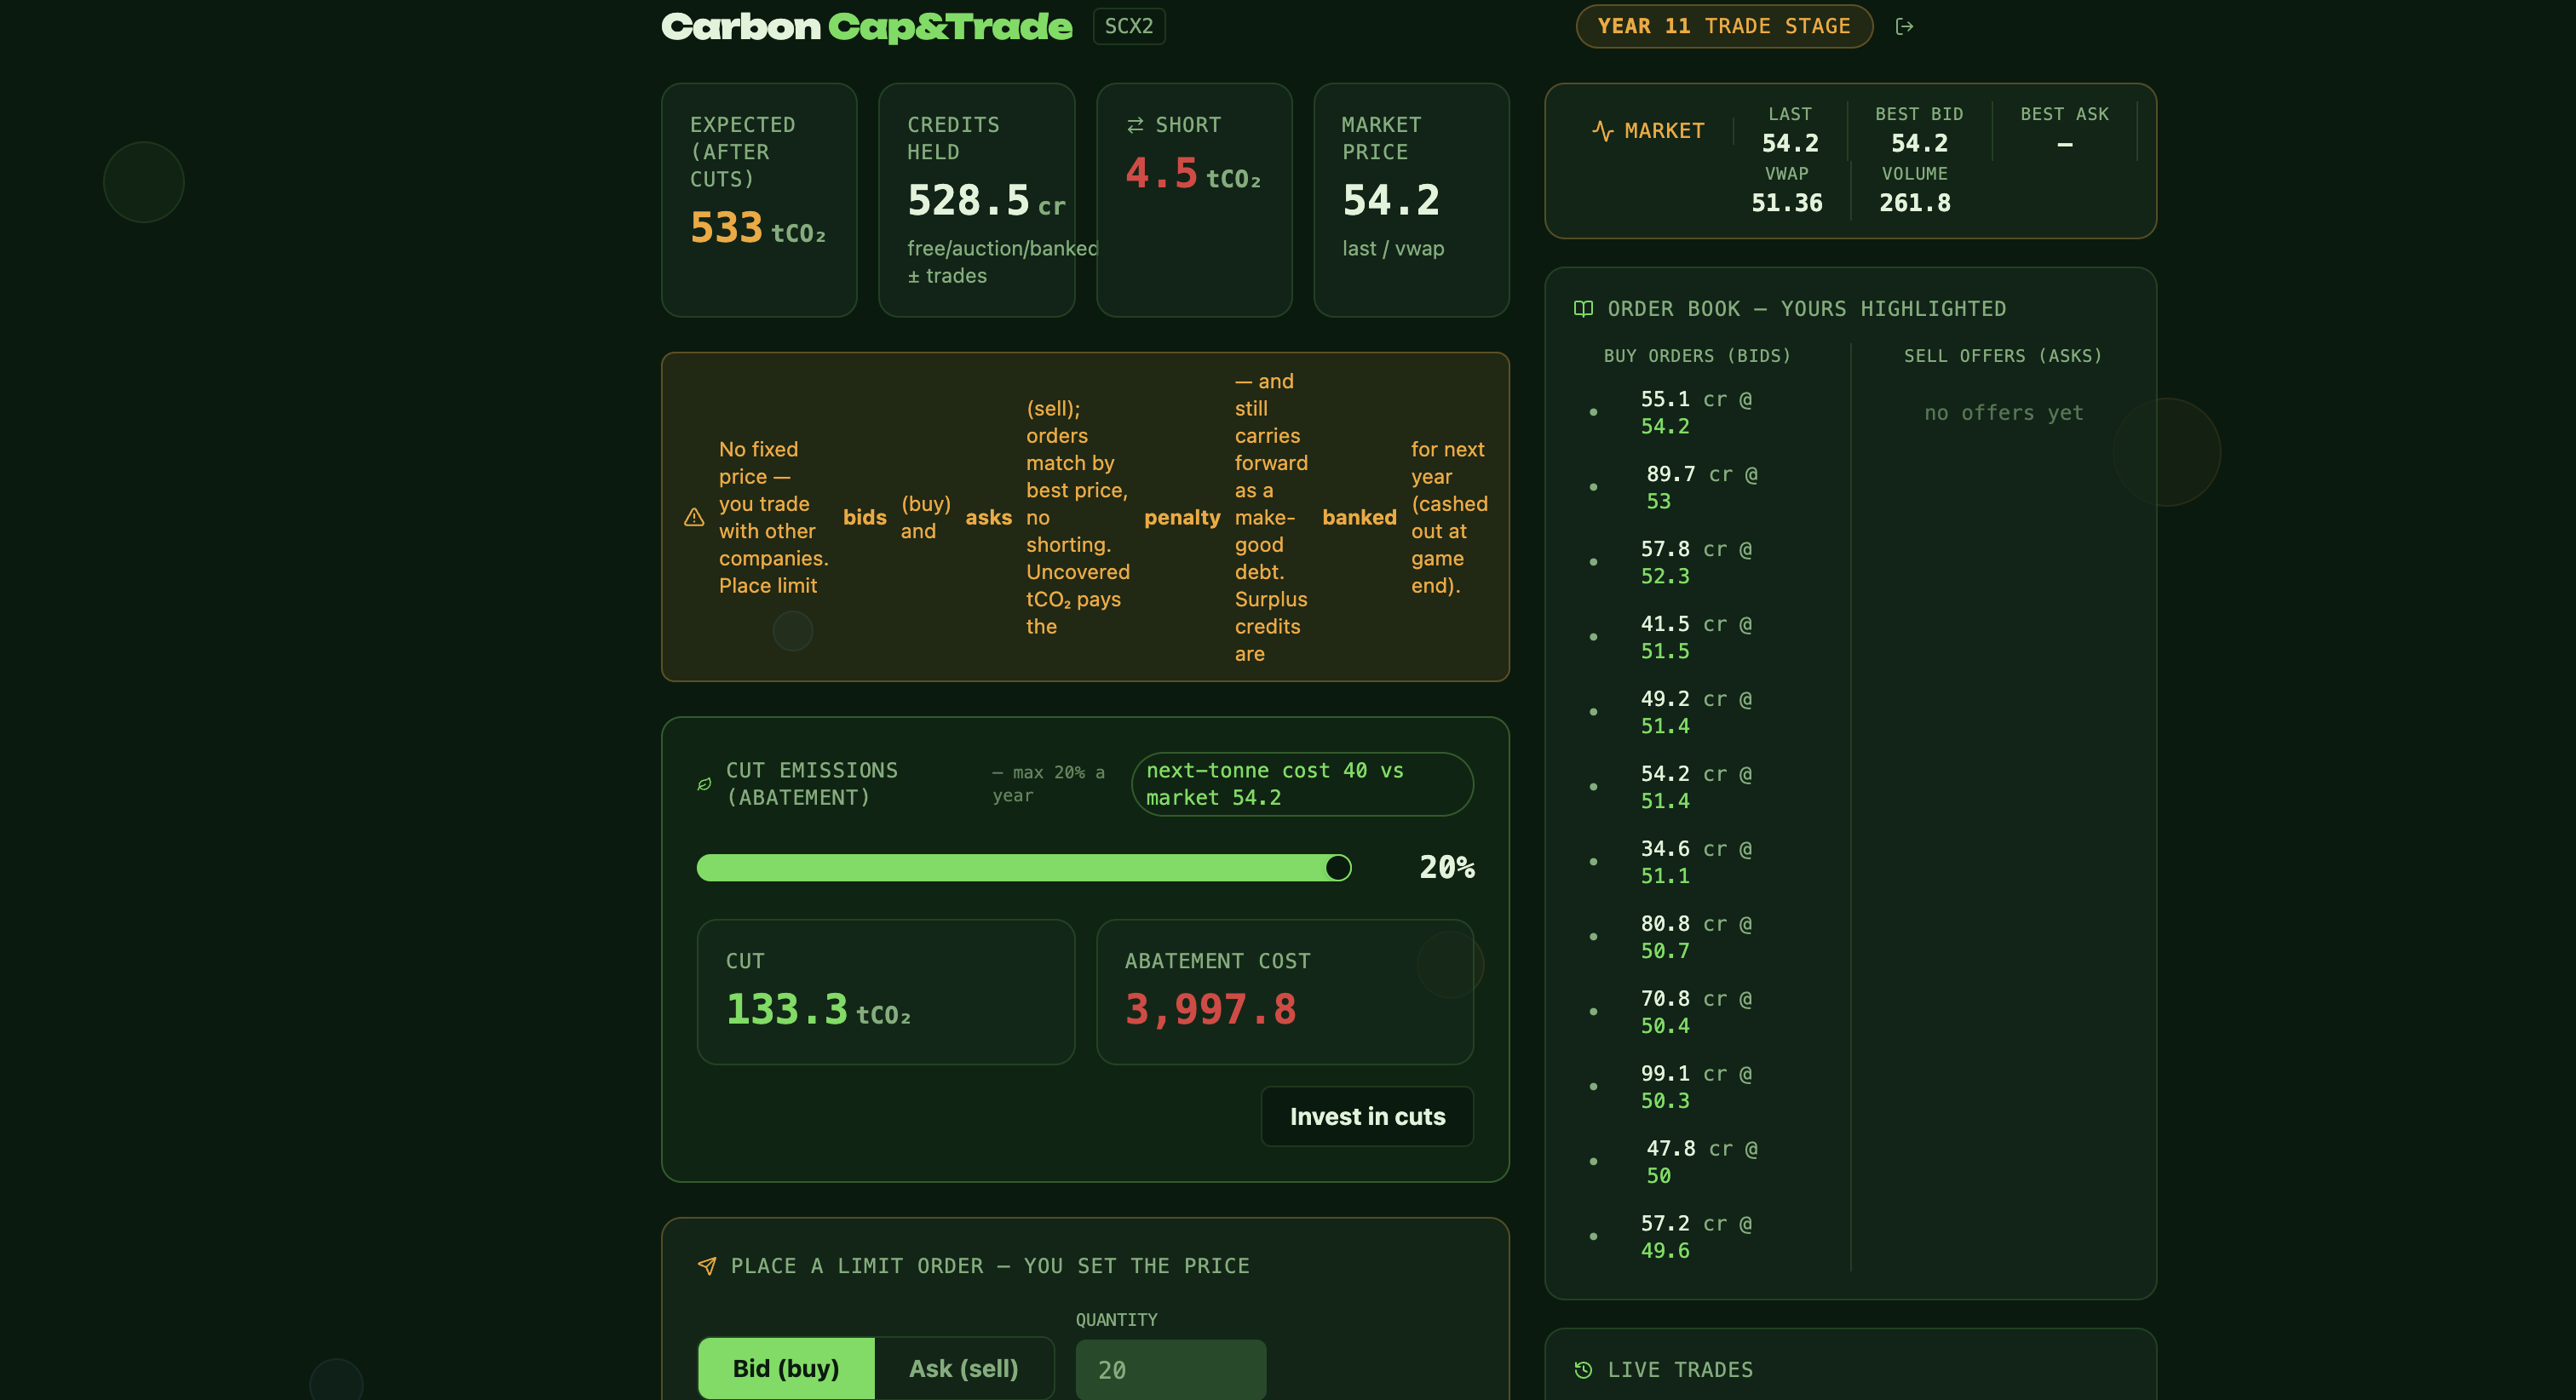 Carbon Cap&Trade
SCX2
YEAR 11 TRADE STAGE
EXPECTED
(AFTER
CUTS)
533 tCO₂
CREDITS
HELD
528.5 cr
free/auction/banked
± trades
SHORT
4.5 tCO₂
MARKET
PRICE
54.2
last / vwap
No fixed
price —
you trade
with other
companies.
Place limit
bids
(buy)
and
asks
(sell);
orders
match by
best price,
no
shorting.
Uncovered
tCO₂ pays
the
penalty
— and
still
carries
forward
as a
make-
good
debt.
Surplus
credits
are
banked
for next
year
(cashed
out at
game
end).
CUT EMISSIONS
(ABATEMENT)
— max 20% a
year
next-tonne cost 40 vs
market 54.2
20%
CUT
133.3 tCO₂
ABATEMENT COST
3,997.8
Invest in cuts
PLACE A LIMIT ORDER — YOU SET THE PRICE
Bid (buy)
Ask (sell)
QUANTITY
20
MARKET
LAST
54.2
BEST BID
54.2
BEST ASK
—
VWAP
51.36
VOLUME
261.8
ORDER BOOK — YOURS HIGHLIGHTED
BUY ORDERS (BIDS)
55.1 cr @
54.2
89.7 cr @
53
57.8 cr @
52.3
41.5 cr @
51.5
49.2 cr @
51.4
54.2 cr @
51.4
34.6 cr @
51.1
80.8 cr @
50.7
70.8 cr @
50.4
99.1 cr @
50.3
47.8 cr @
50
57.2 cr @
49.6
SELL OFFERS (ASKS)
no offers yet
LIVE TRADES